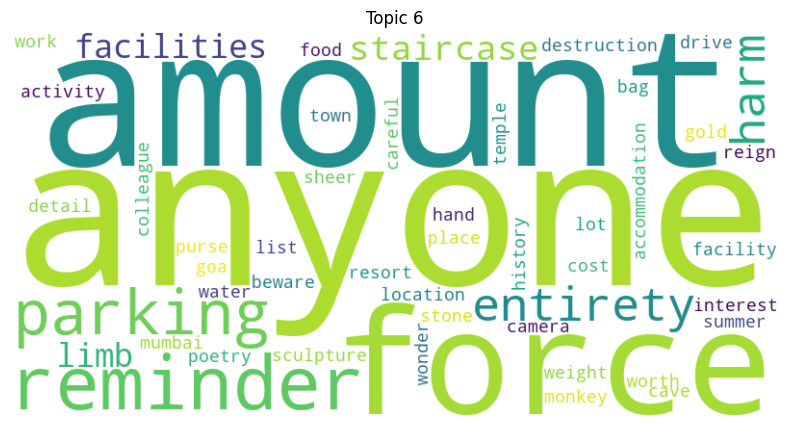 Topic 6
work
facilities
food
staircase
destruction
drive
harm
activity
amount
town
careful
temple
bag
gold
reign
colleague
anyone
sheer
accommodation
detail
hand
lot
purse
list
place
history
facility
goa
cost
water
beware
resort
location
entirety
interest
parking
stone
camera
summer
limb
mumbai
poetry
sculpture
wonder
force
weight
worth
cave
monkey
reminder